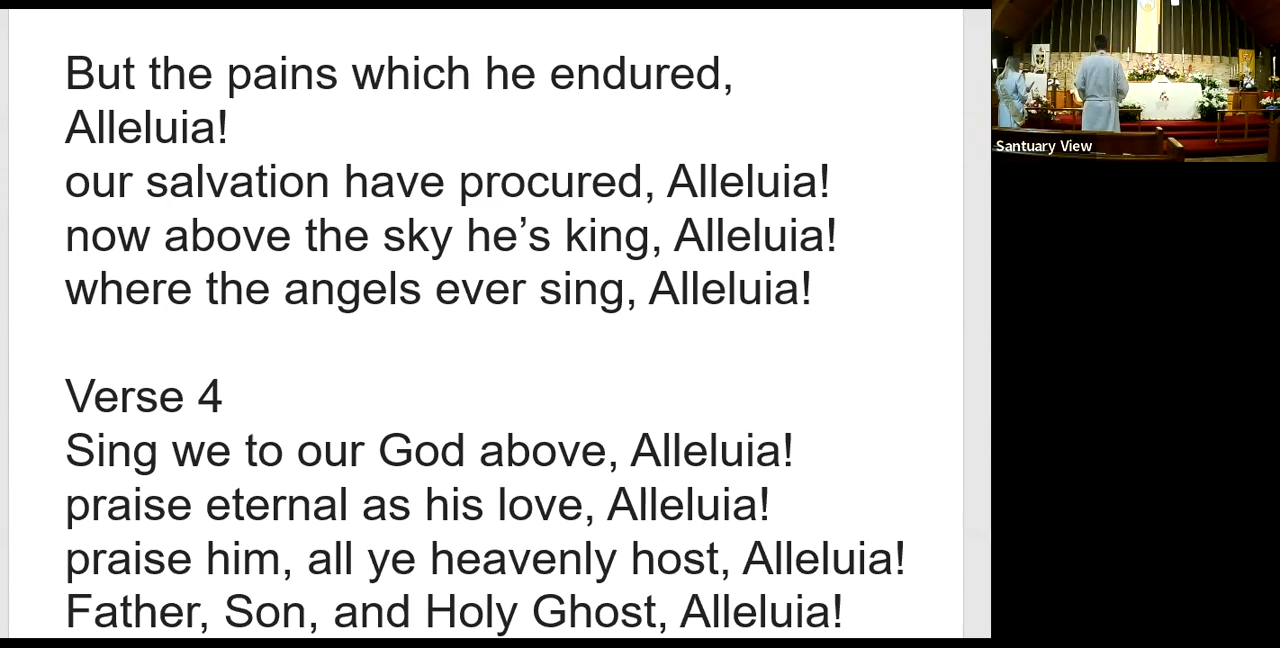 But the pains which he endured,
Alleluia!
our salvation have procured, Alleluia!
now above the sky he’s king, Alleluia!
where the angels ever sing, Alleluia!
Verse 4
Sing we to our God above, Alleluia!
praise eternal as his love, Alleluia!
praise him, all ye heavenly host, Alleluia!
Father, Son, and Holy Ghost, Alleluia!
Santuary View